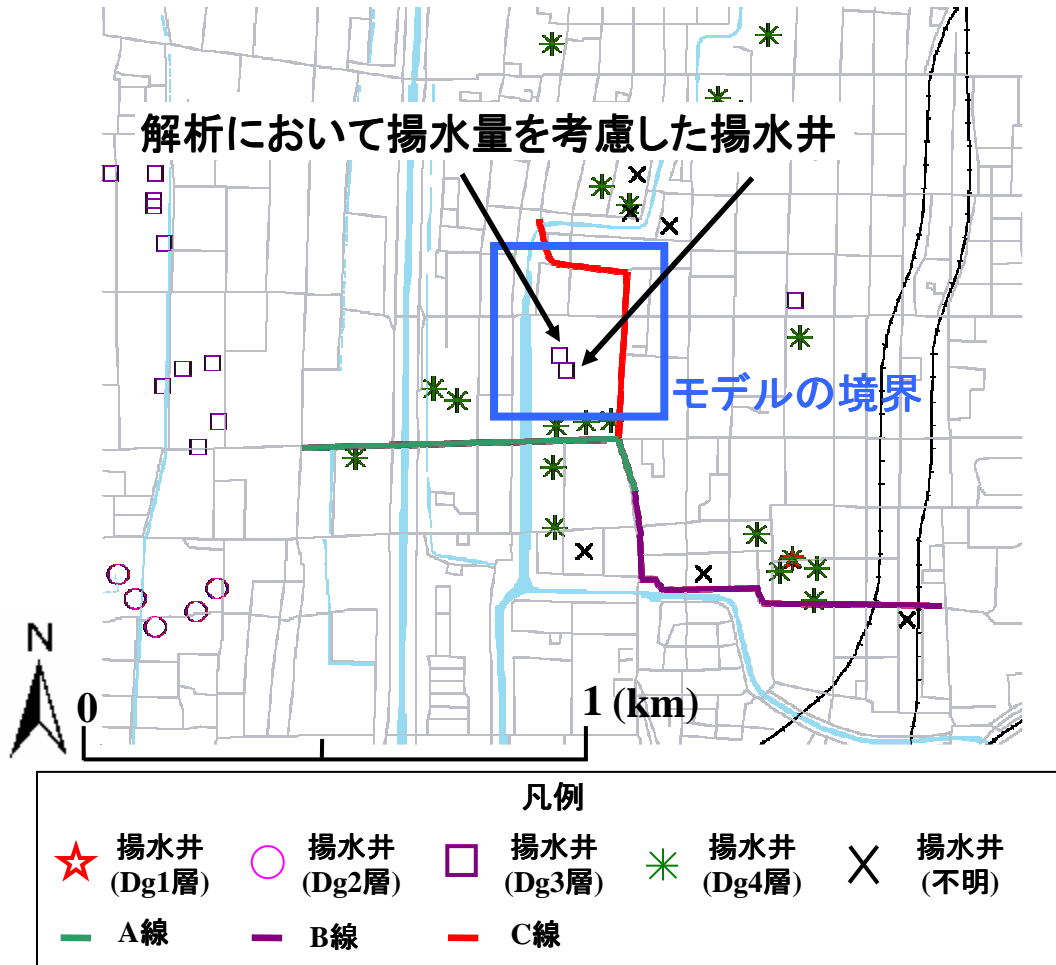 解析において揚水量を考慮した揚水井
モデルの境界
N
0
1 (km)
凡例
揚水井
(Dg1層)
揚水井
(Dg2層)
揚水井
(Dg3層)
揚水井
(Dg4層)
揚水井
(不明)
A線
B線
C線